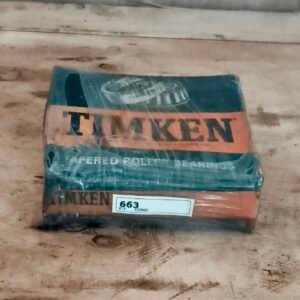 TIMKEN
TAPERED ROLLER BEARINGS
TIMKEN
663